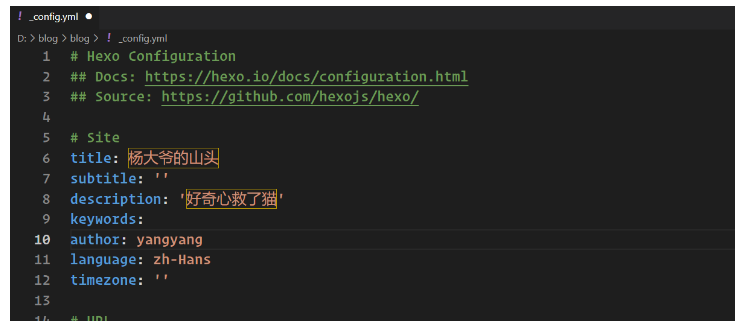 ! _config.yml ●
D: > blog > blog > ! _config.yml
1 # Hexo Configuration
2 ## Docs: https://hexo.io/docs/configuration.html
3 ## Source: https://github.com/hexojs/hexo/
4
5 # Site
6 title: 杨大爷的山头
7 subtitle: ''
8 description: '好奇心救了猫'
9 keywords:
10 author: yangyang
11 language: zh-Hans
12 timezone: ''
13
14 # URL